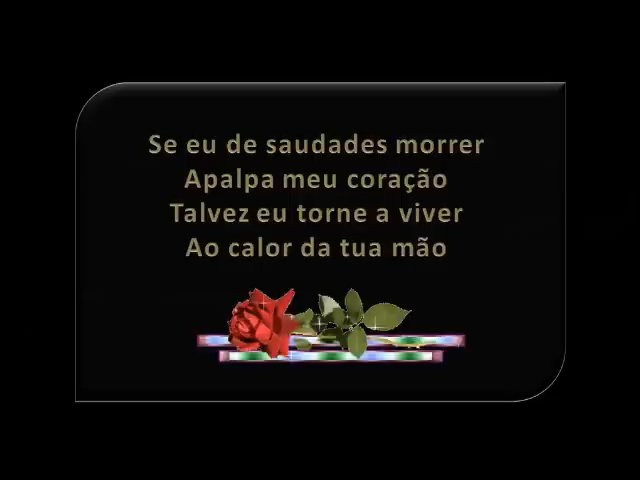 Se eu de saudades morrer
Apalpa meu coração
Talvez eu torne a viver
Ao calor da tua mão